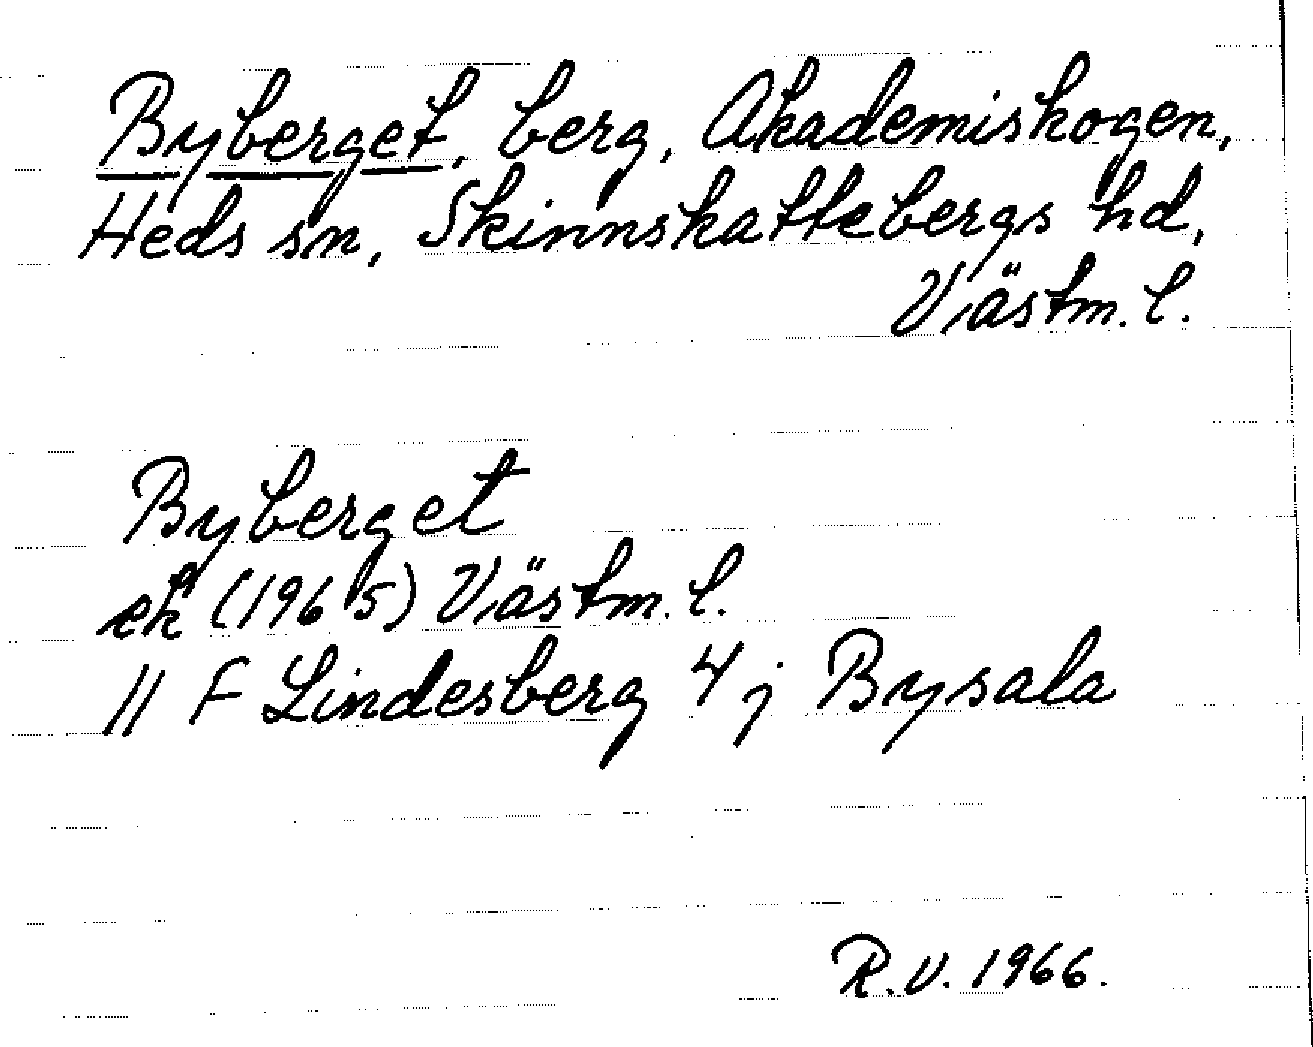 Byberget, berg, Akademiskogen,
Heds sn, Skinnskattebergs hd,
Västm. l.
Byberget
ek (1965) Västm. l.
11 F Lindesberg 4 j Bysala
R.V. 1966.